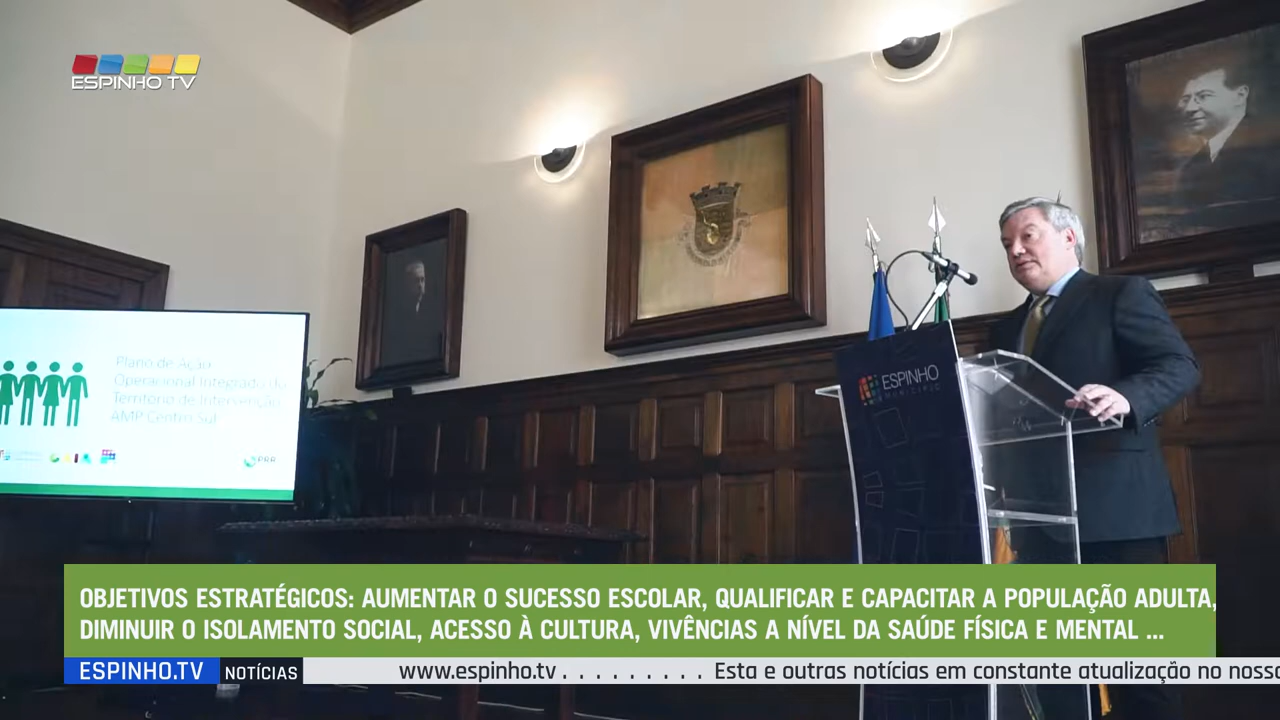 ESPINHO TV
Plano de Ação
Operacional Integrado do
Território de Intervenção
AMP Centro Sul
PRR
ESPINHO
MUNICÍPIO
OBJETIVOS ESTRATÉGICOS: AUMENTAR O SUCESSO ESCOLAR, QUALIFICAR E CAPACITAR A POPULAÇÃO ADULTA,
DIMINUIR O ISOLAMENTO SOCIAL, ACESSO À CULTURA, VIVÊNCIAS A NÍVEL DA SAÚDE FÍSICA E MENTAL ...
ESPINHO.TV NOTÍCIAS www.espinho.tv . . . . . . . . . Esta e outras notícias em constante atualização no nosso